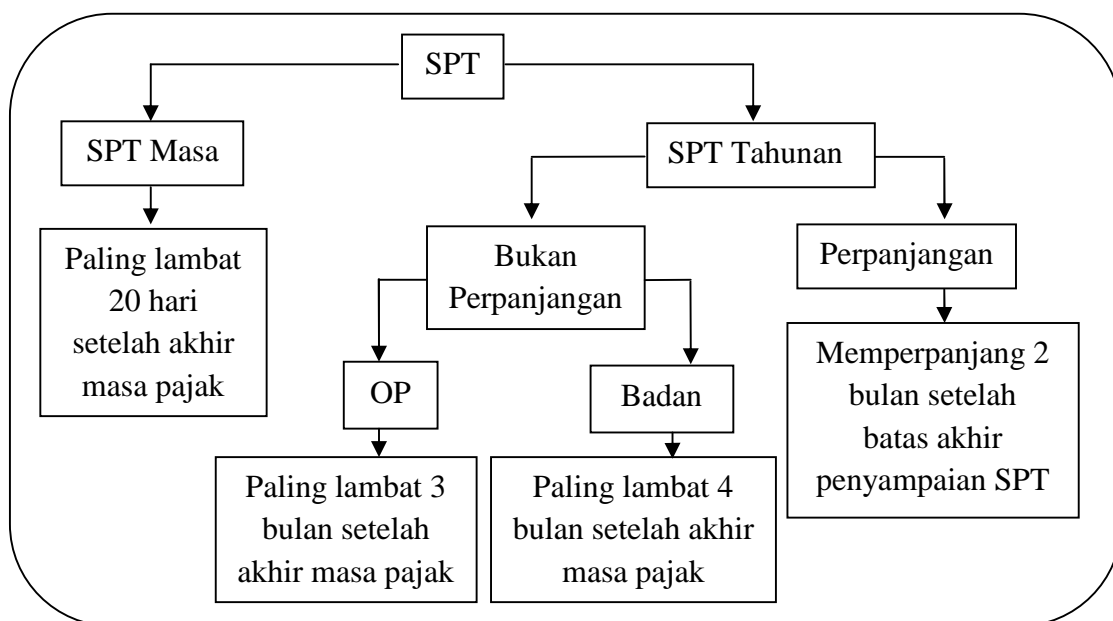 SPT
SPT Masa
SPT Tahunan
Paling lambat
20 hari
setelah akhir
masa pajak
Bukan
Perpanjangan
Perpanjangan
OP
Badan
Memperpanjang 2
bulan setelah
batas akhir
penyampaian SPT
Paling lambat 3
bulan setelah
akhir masa pajak
Paling lambat 4
bulan setelah akhir
masa pajak